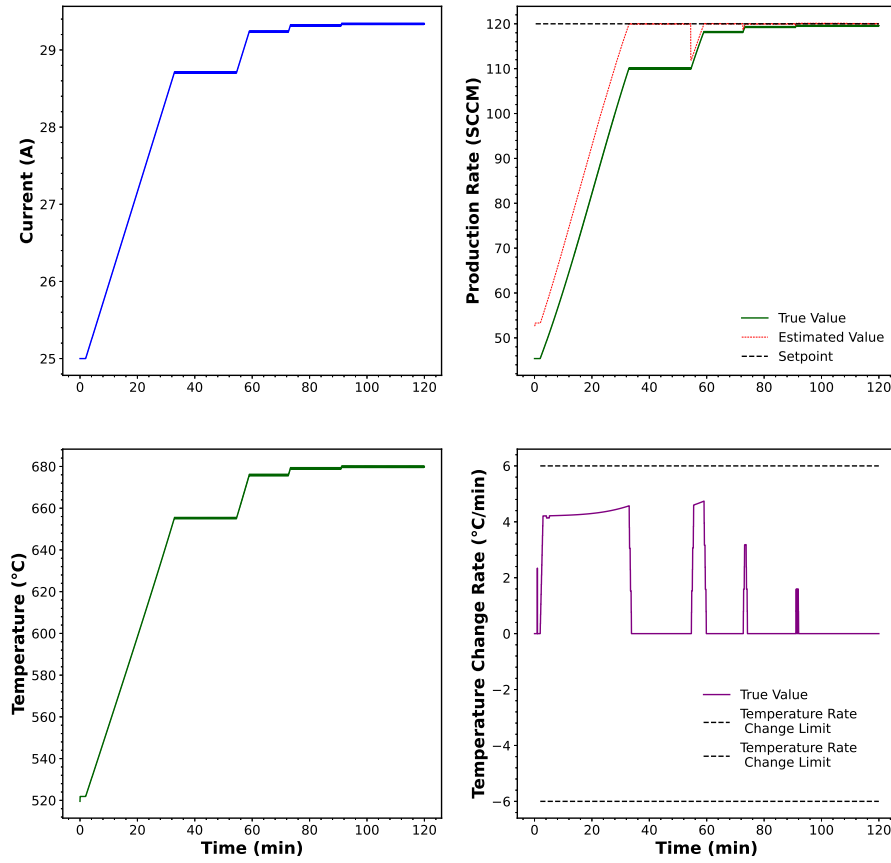 Current (A)
29
28
27
26
25
0 20 40 60 80 100 120
Production Rate (SCCM)
120
110
100
90
80
70
60
50
True Value
Estimated Value
Setpoint
0 20 40 60 80 100 120
Temperature (°C)
680
660
640
620
600
580
560
540
520
0 20 40 60 80 100 120
Time (min)
Temperature Change Rate (°C/min)
6
4
2
0
−2
−4
−6
True Value
Temperature Rate
Change Limit
Temperature Rate
Change Limit
0 20 40 60 80 100 120
Time (min)